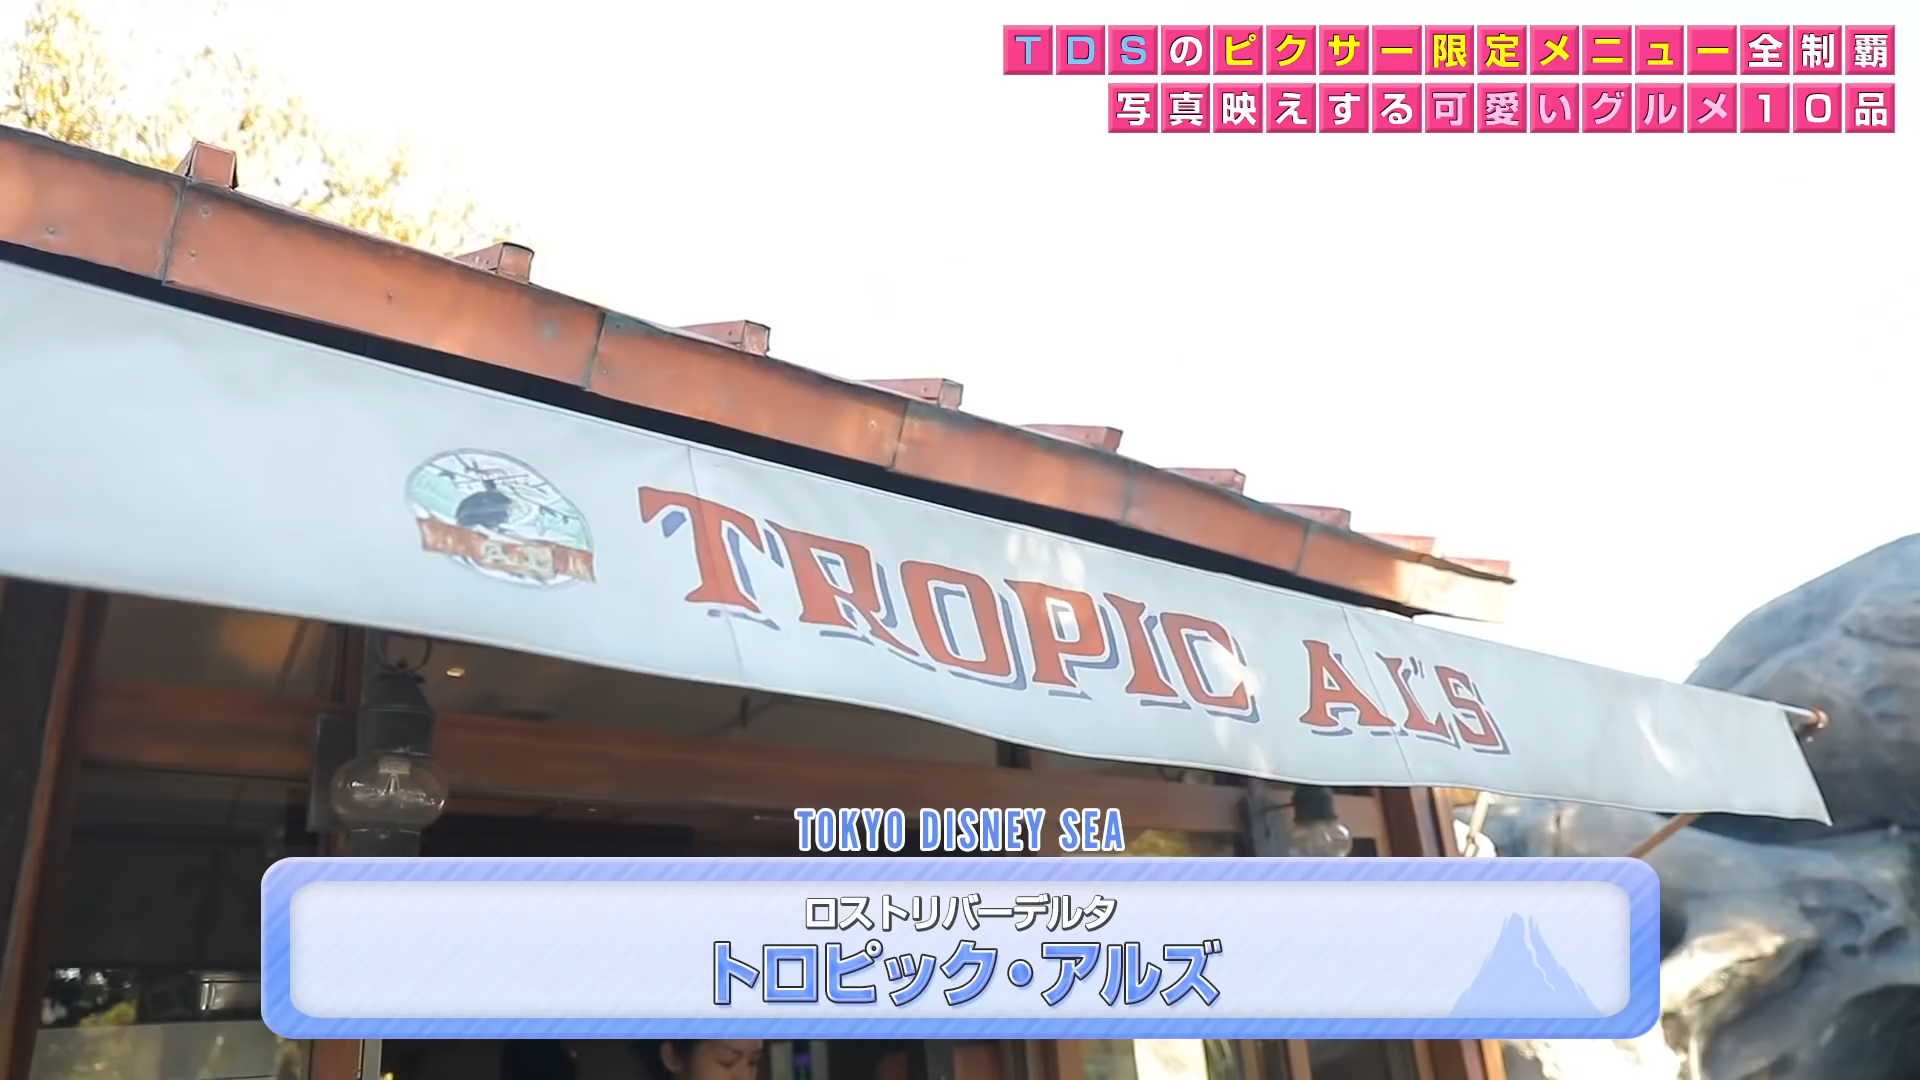 TDSのピクサー限定メニュー全制覇
写真映えする可愛いグルメ10品
TROPIC AL'S
TOKYO DISNEY SEA
ロストリバーデルタ
トロピック・アルズ